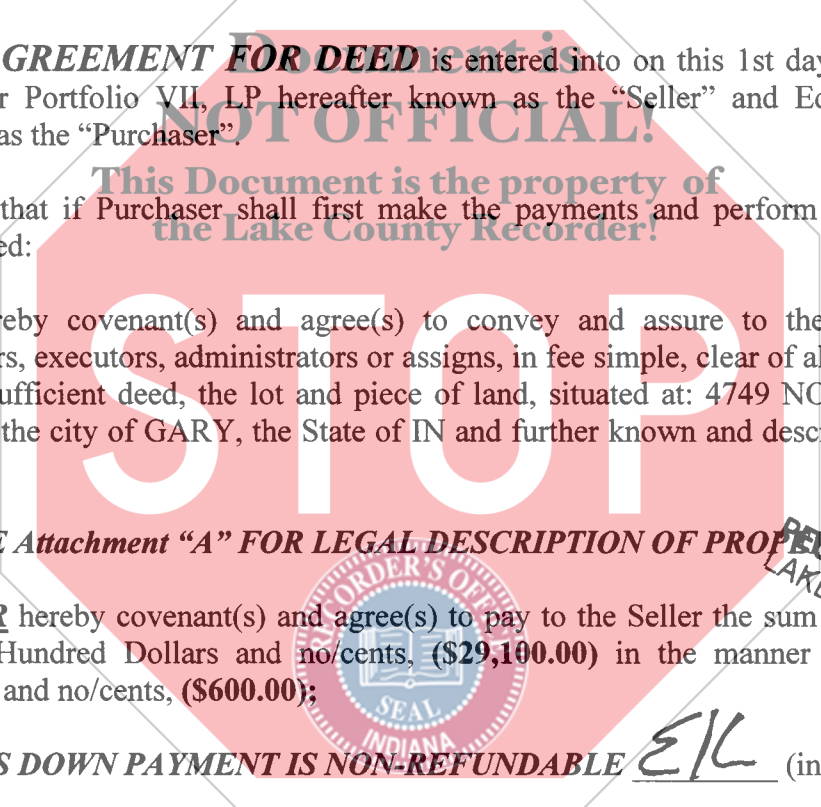 Document is
GREEMENT FOR DEED is entered into on this 1st day
r Portfolio VII, LP hereafter known as the “Seller” and Ed
NOT OFFICIAL!
as the “Purchaser”.
This Document is the property of
that if Purchaser shall first make the payments and perform
the Lake County Recorder!
ed:
STOP
reby covenant(s) and agree(s) to convey and assure to the
rs, executors, administrators or assigns, in fee simple, clear of al
ufficient deed, the lot and piece of land, situated at: 4749 NO
the city of GARY, the State of IN and further known and descri
E Attachment “A” FOR LEGAL DESCRIPTION OF PROPE
LAKE
RECORDER'S OFFICE
R hereby covenant(s) and agree(s) to pay to the Seller the sum
Hundred Dollars and no/cents, ($29,100.00) in the manner
and no/cents, ($600.00);
SEAL
INDIANA
S DOWN PAYMENT IS NON-REFUNDABLE EK (in